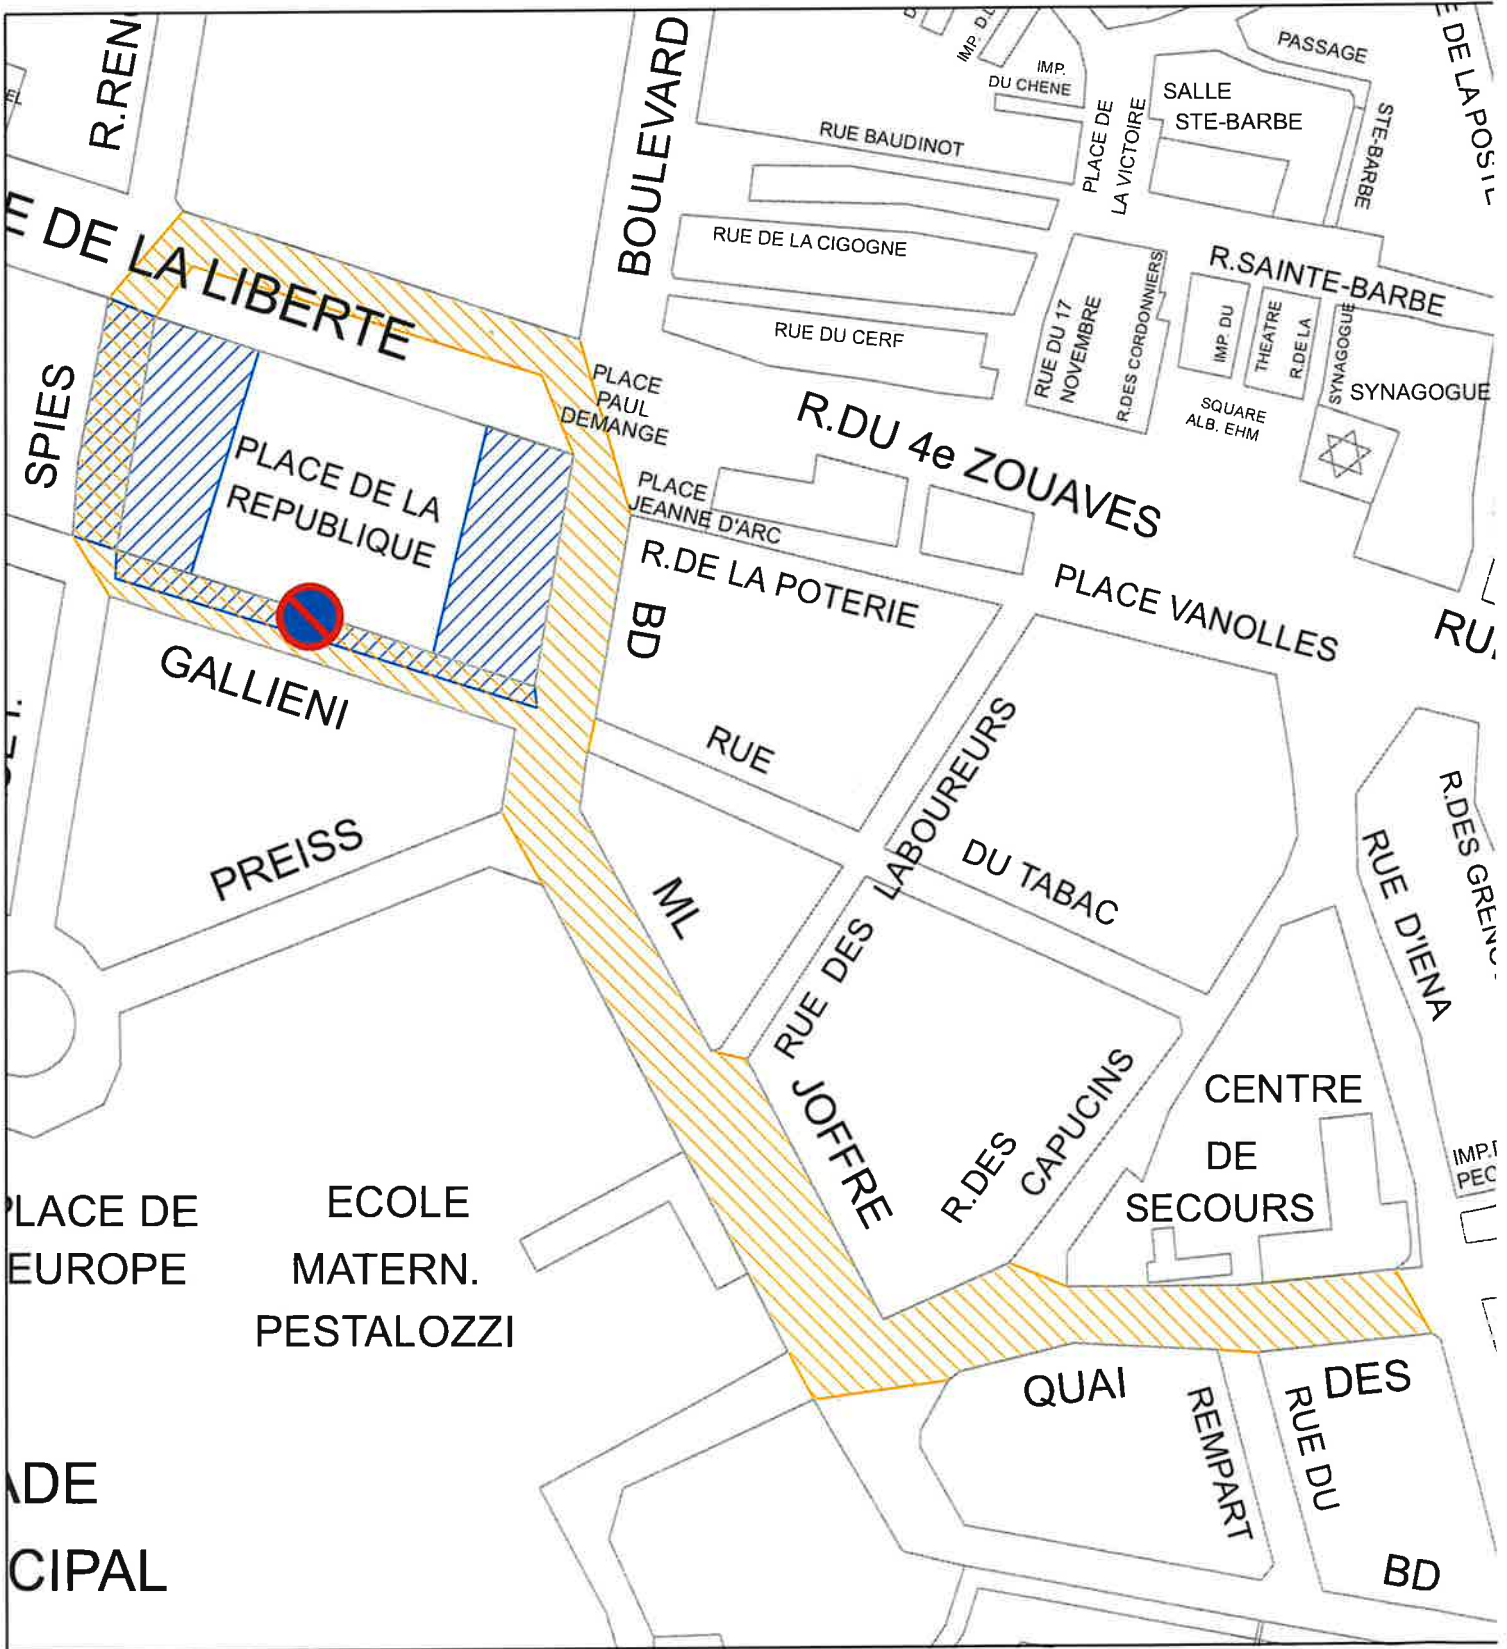 R.REN
BOULEVARD
IMP.
DU CHENE
PLACE DE
LA VICTOIRE
PASSAGE
STE-BARBE
SALLE
STE-BARBE
E DE LA POSTE
RUE BAUDINOT
RUE DE LA CIGOGNE
RUE DU CERF
E DE LA LIBERTE
SPIES
PLACE DE LA
REPUBLIQUE
PLACE
PAUL
DEMANGE
PLACE
JEANNE D'ARC
R.DU 4e ZOUAVES
RUE DU 17
NOVEMBRE
R.DES CORDONNIERS
R.SAINTE-BARBE
IMP. DU
THEATRE
R.DE LA
SYNAGOGUE
SYNAGOGUE
SQUARE
ALB. EHM
R.DE LA POTERIE
PLACE VANOLLES
BD
GALLIENI
PREISS
RUE
DU TABAC
RUE DES
LABOUREURS
ML
JOFFRE
R.DES
CAPUCINS
RUE D'IENA
CENTRE
DE
SECOURS
PLACE DE
EUROPE
ECOLE
MATERN.
PESTALOZZI
QUAI
DES
REMPART
RUE DU
BD
CIPAL